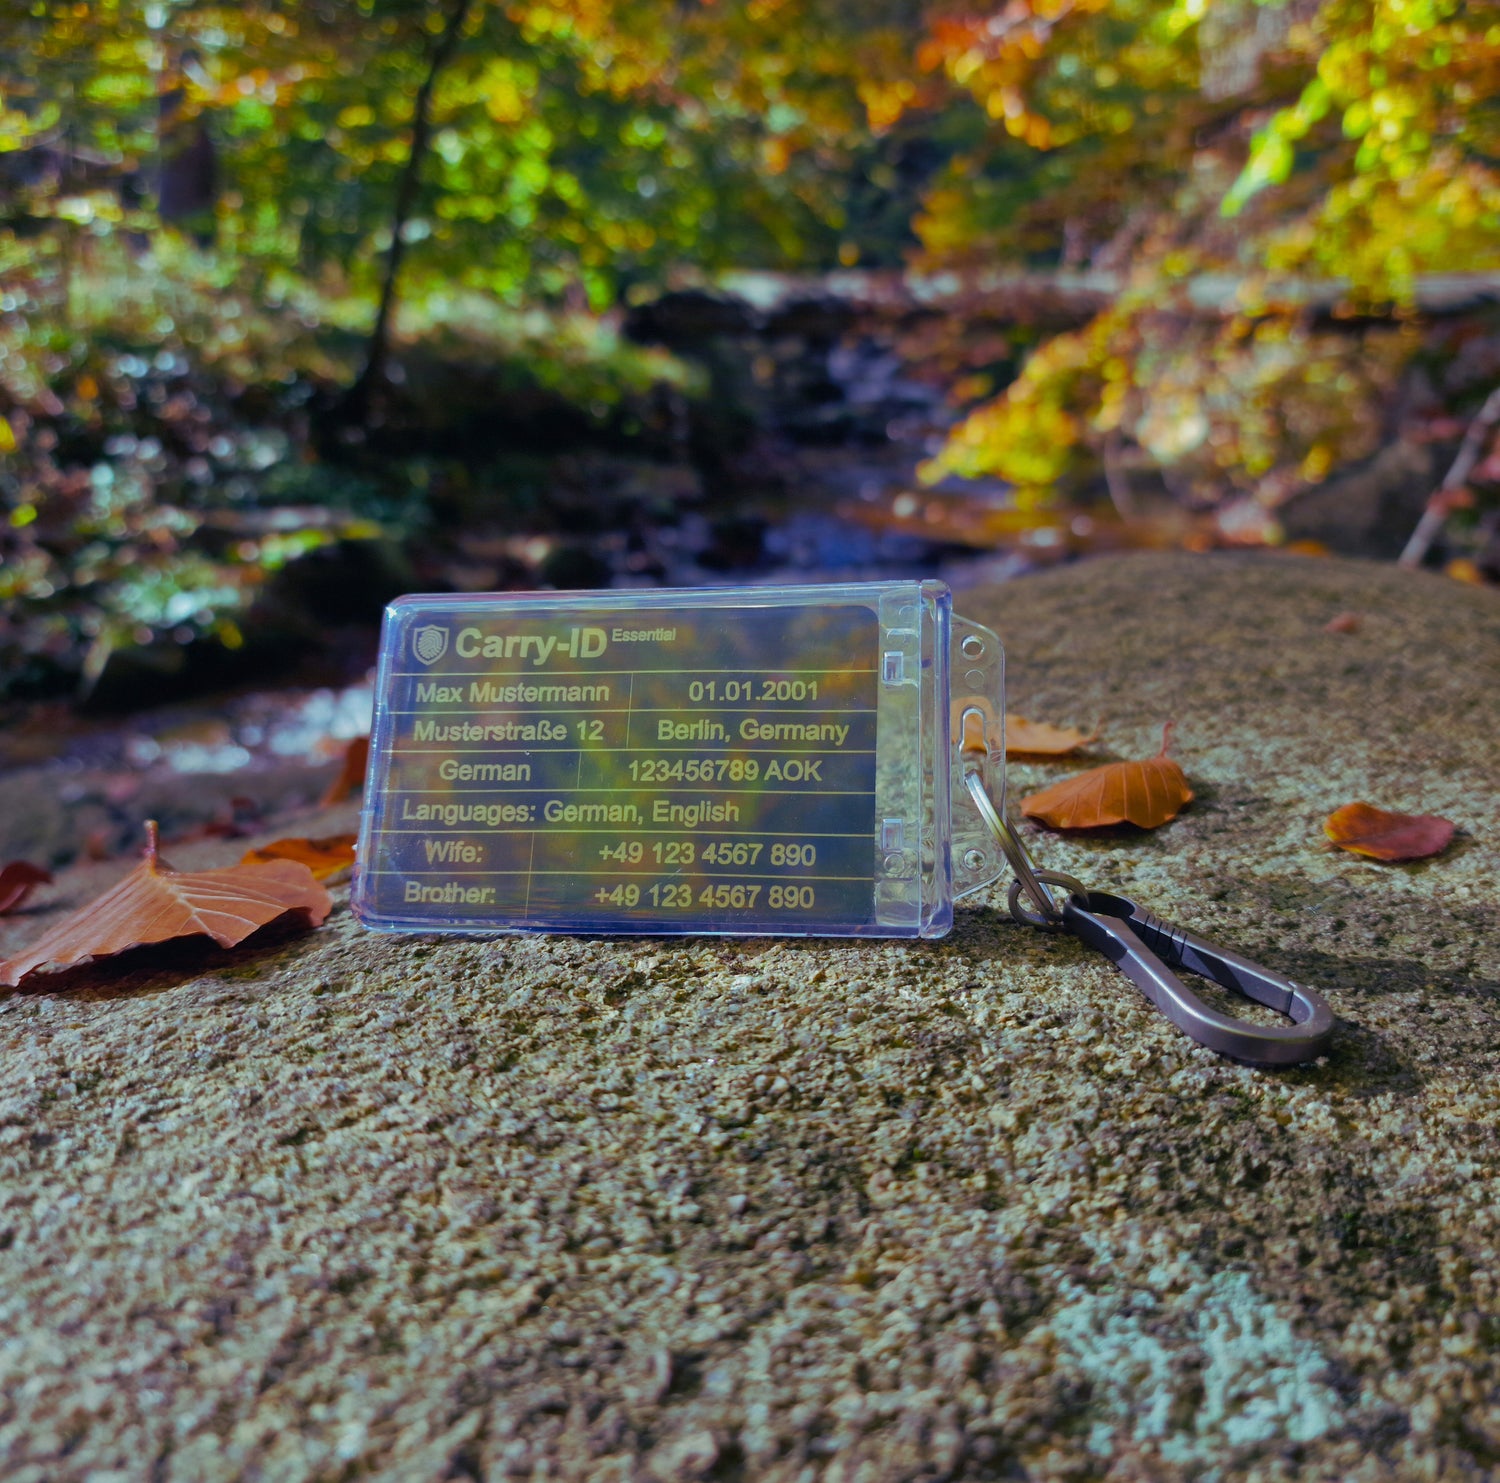 Carry-ID Essential
Max Mustermann 01.01.2001
Musterstraße 12 Berlin, Germany
German 123456789 AOK
Languages: German, English
Wife: +49 123 4567 890
Brother: +49 123 4567 890